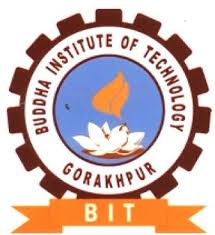 BUDDHA INSTITUTE OF TECHNOLOGY
GORAKHPUR
BIT